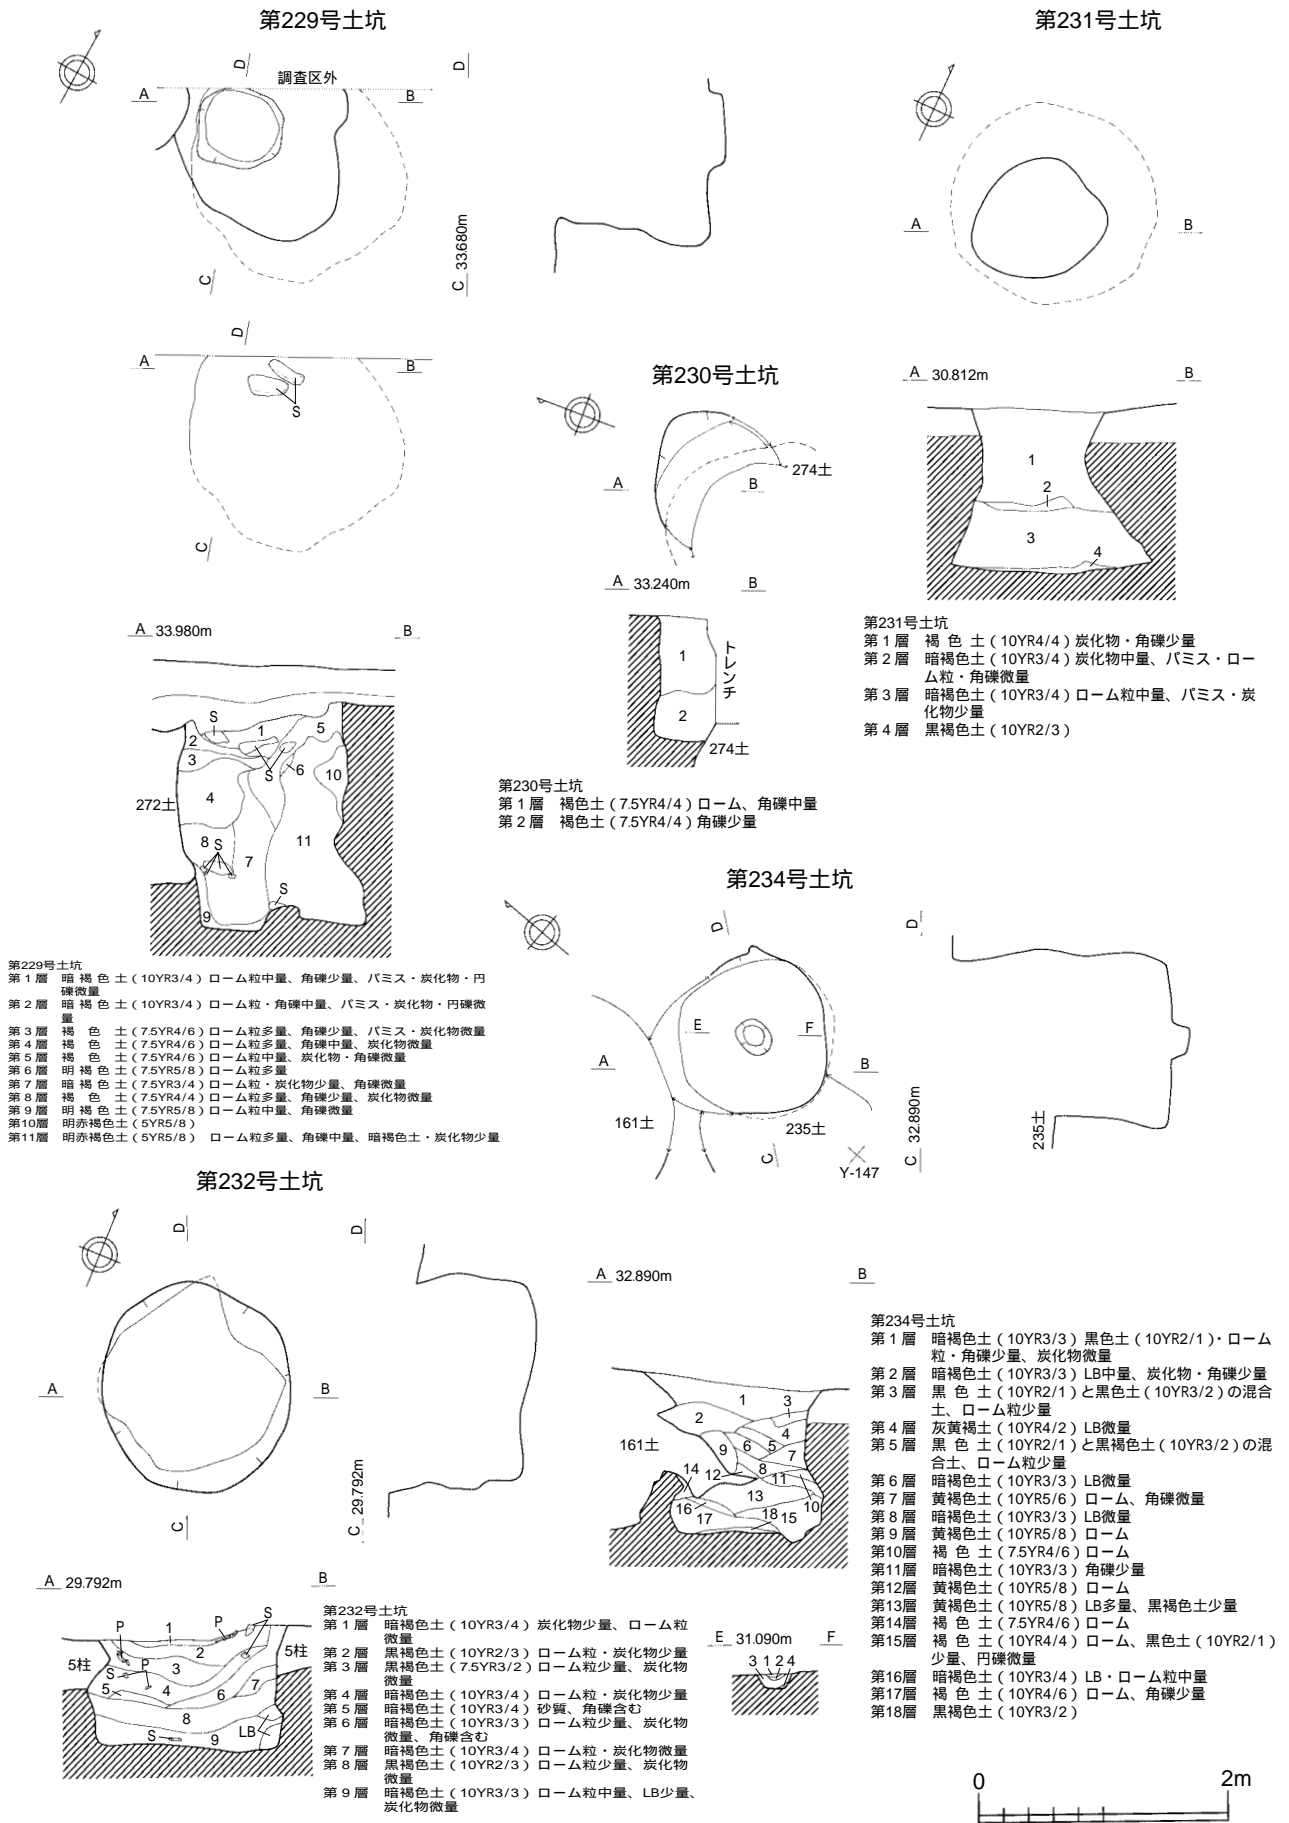 第229号土坑
D
D
調査区外
A
B
C
C 33.680m
D
A
B
S
C
A 33.980m
B
S
1
5
2
3
S
6
10
4
272土
8
S
7
11
S
9
第229号土坑
第１層 暗褐色土（10YR3/4）ローム粒中量、角礫少量、パミス・炭化物・円
礫微量
第２層 暗褐色土（10YR3/4）ローム粒・角礫中量、パミス・炭化物・円礫微
量
第３層 褐色土（7.5YR4/6）ローム粒多量、角礫少量、パミス・炭化物微量
第４層 褐色土（7.5YR4/6）ローム粒多量、角礫中量、炭化物微量
第５層 褐色土（7.5YR4/6）ローム粒中量、炭化物・角礫微量
第６層 明褐色土（7.5YR5/8）ローム粒多量
第７層 暗褐色土（7.5YR3/4）ローム粒・炭化物少量、角礫微量
第８層 褐色土（7.5YR4/4）ローム粒多量、角礫少量、炭化物微量
第９層 明褐色土（7.5YR5/8）ローム粒中量、角礫微量
第10層 明赤褐色土（5YR5/8）
第11層 明赤褐色土（5YR5/8） ローム粒多量、角礫中量、暗褐色土・炭化物少量
第231号土坑
A
B
A 30.812m
B
1
2
3
4
第231号土坑
第１層 褐色土（10YR4/4）炭化物・角礫少量
第２層 暗褐色土（10YR3/4）炭化物中量、パミス・ロー
ム粒・角礫微量
第３層 暗褐色土（10YR3/4）ローム粒中量、パミス・炭
化物少量
第４層 黒褐色土（10YR2/3）
第230号土坑
A
B
274土
A 33.240m
B
1
2
トレンチ
274土
第230号土坑
第１層 褐色土（7.5YR4/4）ローム、角礫中量
第２層 褐色土（7.5YR4/4）角礫少量
第234号土坑
D
D
E
F
A
B
161土
235土
C
Y-147
C 32.890m
235土
A 32.890m
B
1
2
3
4
161土
9
6
5
7
14
12
8
11
13
10
16
17
18
15
E 31.090m
F
3 1 2 4
第234号土坑
第１層 暗褐色土（10YR3/3）黒色土（10YR2/1）・ローム
粒・角礫少量、炭化物微量
第２層 暗褐色土（10YR3/3）LB中量、炭化物・角礫少量
第３層 黒色土（10YR2/1）と黒色土（10YR3/2）の混合
土、ローム粒少量
第４層 灰黄褐土（10YR4/2）LB微量
第５層 黒色土（10YR2/1）と黒褐色土（10YR3/2）の混
合土、ローム粒少量
第６層 暗褐色土（10YR3/3）LB微量
第７層 黄褐色土（10YR5/6）ローム、角礫微量
第８層 暗褐色土（10YR3/3）LB微量
第９層 黄褐色土（10YR5/8）ローム
第10層 褐色土（7.5YR4/6）ローム
第11層 暗褐色土（10YR3/3）角礫少量
第12層 黄褐色土（10YR5/8）ローム
第13層 黄褐色土（10YR5/8）LB多量、黒褐色土少量
第14層 褐色土（7.5YR4/6）ローム
第15層 褐色土（10YR4/4）ローム、黒色土（10YR2/1）
少量、円礫微量
第16層 暗褐色土（10YR3/4）LB・ローム粒中量
第17層 褐色土（10YR4/6）ローム、角礫少量
第18層 黒褐色土（10YR3/2）
第232号土坑
D
D
A
B
C
C 29.792m
A 29.792m
B
P
1
P
S
5柱
2
5柱
S
P
3
5
4
6
7
8
S
9
LB
第232号土坑
第１層 暗褐色土（10YR3/4）炭化物少量、ローム粒
微量
第２層 黒褐色土（10YR2/3）ローム粒・炭化物少量
第３層 黒褐色土（7.5YR3/2）ローム粒少量、炭化物
微量
第４層 暗褐色土（10YR3/4）ローム粒・炭化物少量
第５層 暗褐色土（10YR3/4）砂質、角礫含む
第６層 暗褐色土（10YR3/3）ローム粒少量、炭化物
微量、角礫含む
第７層 暗褐色土（10YR3/4）ローム粒・炭化物微量
第８層 黒褐色土（10YR2/3）ローム粒少量、炭化物
微量
第９層 暗褐色土（10YR3/3）ローム粒中量、LB少量、
炭化物微量
0
2m